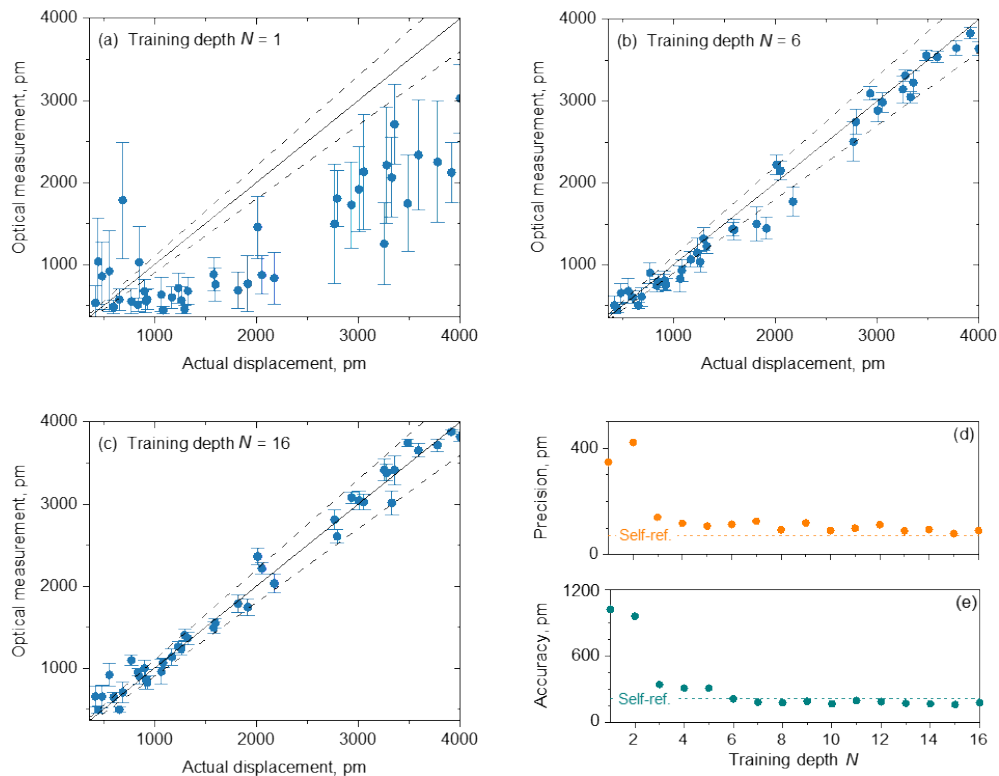 (a) Training depth N = 1
Optical measurement, pm
4000
3000
2000
1000
1000
2000
3000
4000
Actual displacement, pm
(b) Training depth N = 6
Optical measurement, pm
4000
3000
2000
1000
1000
2000
3000
4000
Actual displacement, pm
(c) Training depth N = 16
Optical measurement, pm
4000
3000
2000
1000
1000
2000
3000
4000
Actual displacement, pm
(d)
Precision, pm
400
0
Self-ref.
(e)
Accuracy, pm
1200
600
0
Self-ref.
2
4
6
8
10
12
14
16
Training depth N